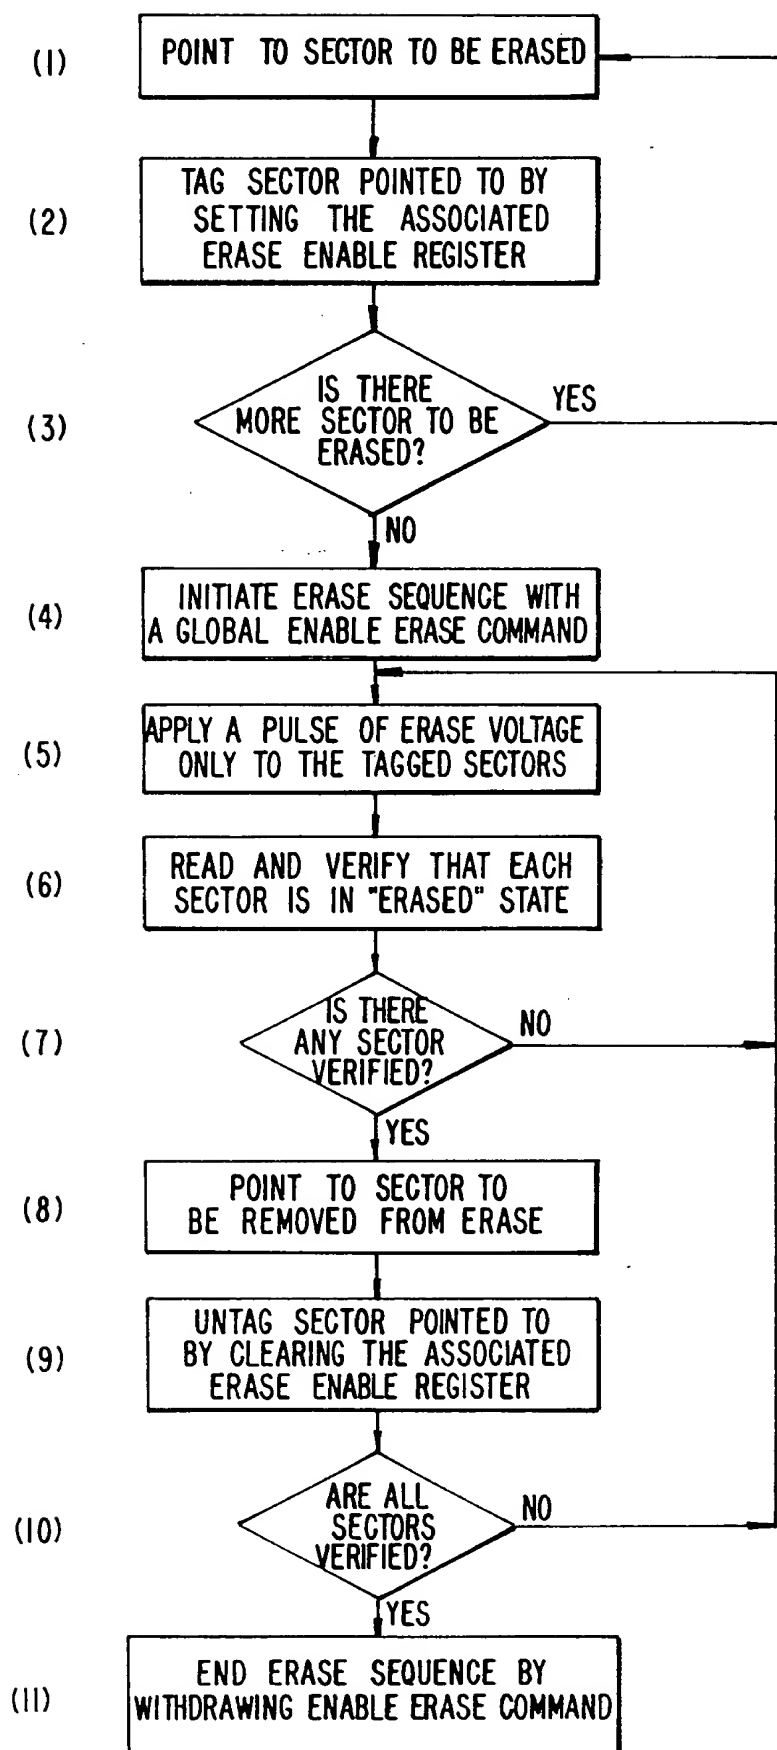 (1)
POINT TO SECTOR TO BE ERASED
(2)
TAG SECTOR POINTED TO BY
SETTING THE ASSOCIATED
ERASE ENABLE REGISTER
(3)
IS THERE
MORE SECTOR TO BE
ERASED?
YES
NO
(4)
INITIATE ERASE SEQUENCE WITH
A GLOBAL ENABLE ERASE COMMAND
(5)
APPLY A PULSE OF ERASE VOLTAGE
ONLY TO THE TAGGED SECTORS
(6)
READ AND VERIFY THAT EACH
SECTOR IS IN "ERASED" STATE
(7)
IS THERE
ANY SECTOR
VERIFIED?
NO
YES
(8)
POINT TO SECTOR TO
BE REMOVED FROM ERASE
(9)
UNTAG SECTOR POINTED TO
BY CLEARING THE ASSOCIATED
ERASE ENABLE REGISTER
(10)
ARE ALL
SECTORS
VERIFIED?
NO
YES
(11)
END ERASE SEQUENCE BY
WITHDRAWING ENABLE ERASE COMMAND